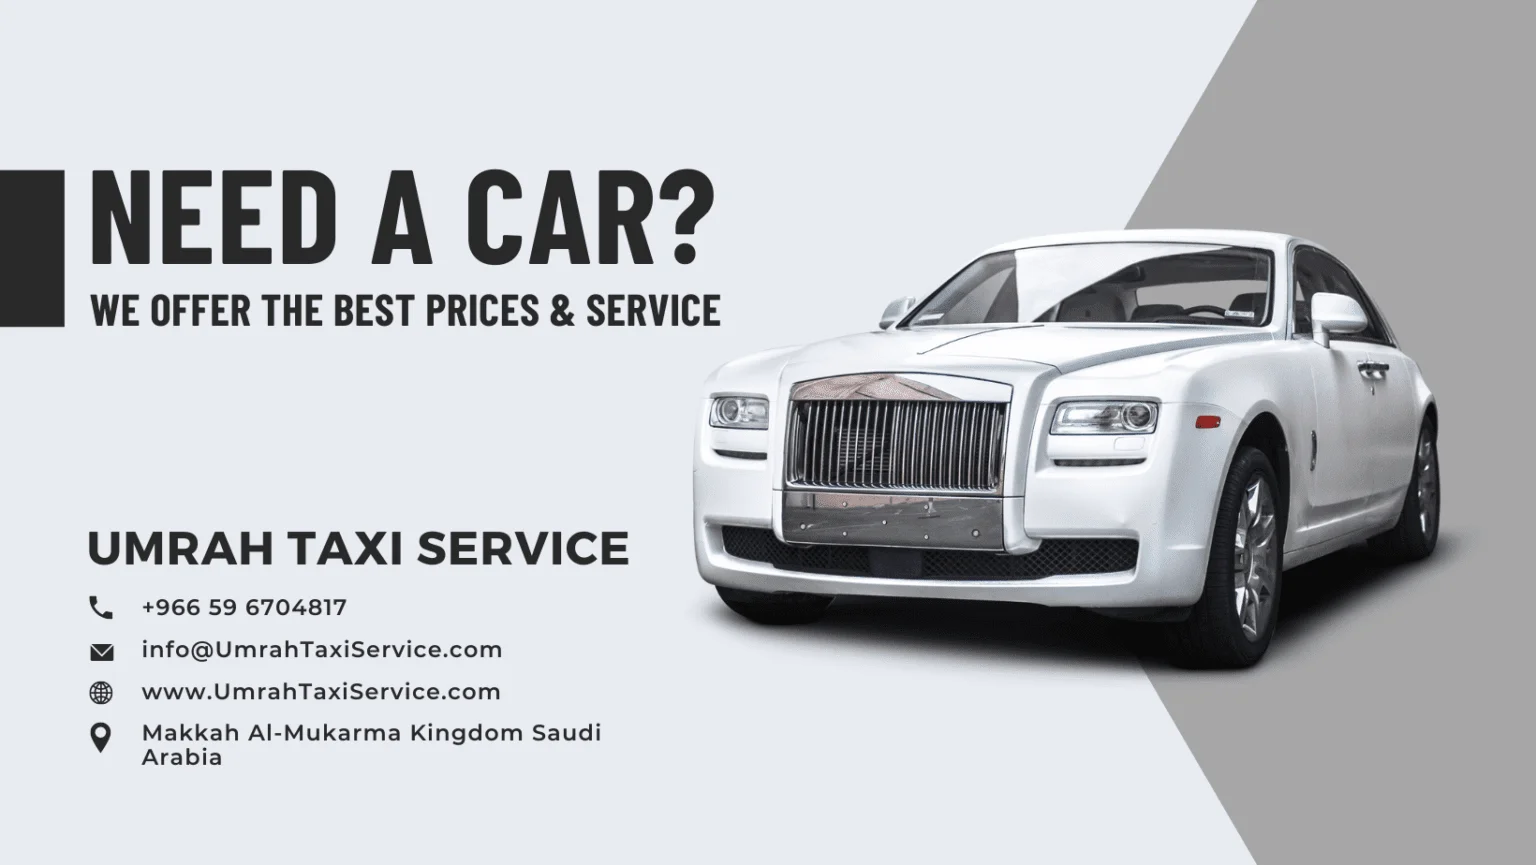 NEED A CAR?
WE OFFER THE BEST PRICES & SERVICE
UMRAH TAXI SERVICE
+966 59 6704817
info@UmrahTaxiService.com
www.UmrahTaxiService.com
Makkah Al-Mukarma Kingdom Saudi
Arabia